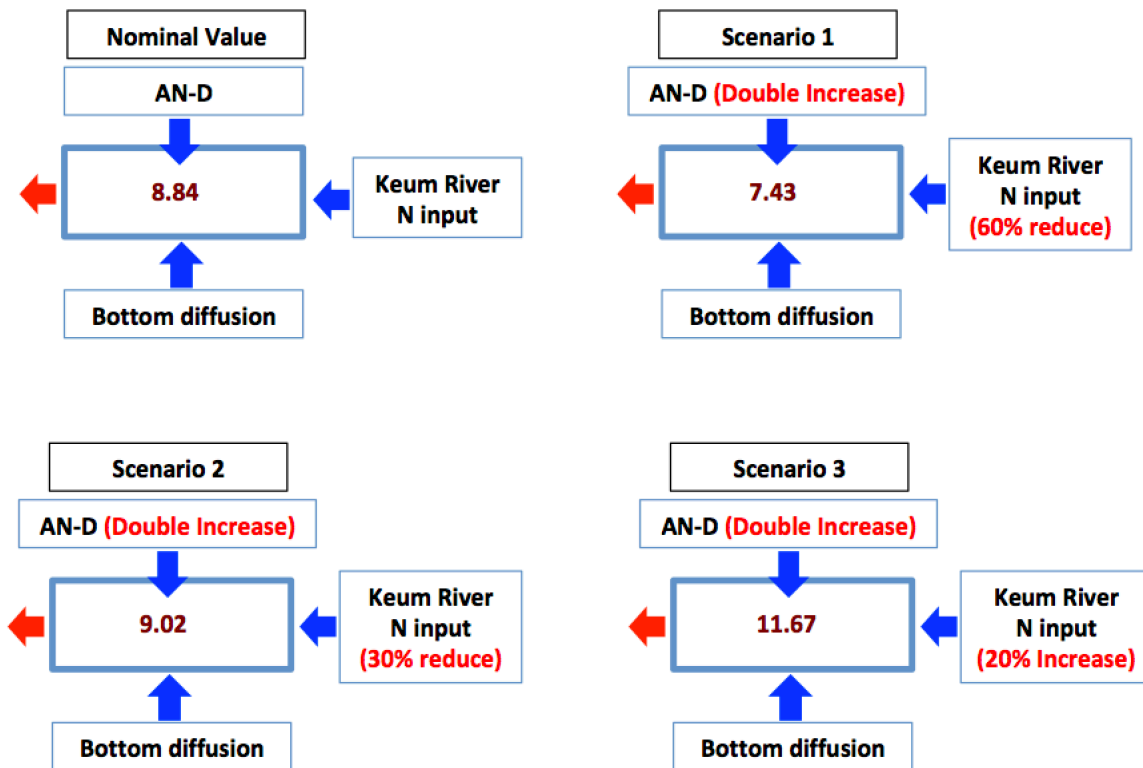 Nominal Value
AN-D
8.84
Keum River
N input
Bottom diffusion
Scenario 1
AN-D (Double Increase)
7.43
Keum River
N input
(60% reduce)
Bottom diffusion
Scenario 2
AN-D (Double Increase)
9.02
Keum River
N input
(30% reduce)
Bottom diffusion
Scenario 3
AN-D (Double Increase)
11.67
Keum River
N input
(20% Increase)
Bottom diffusion